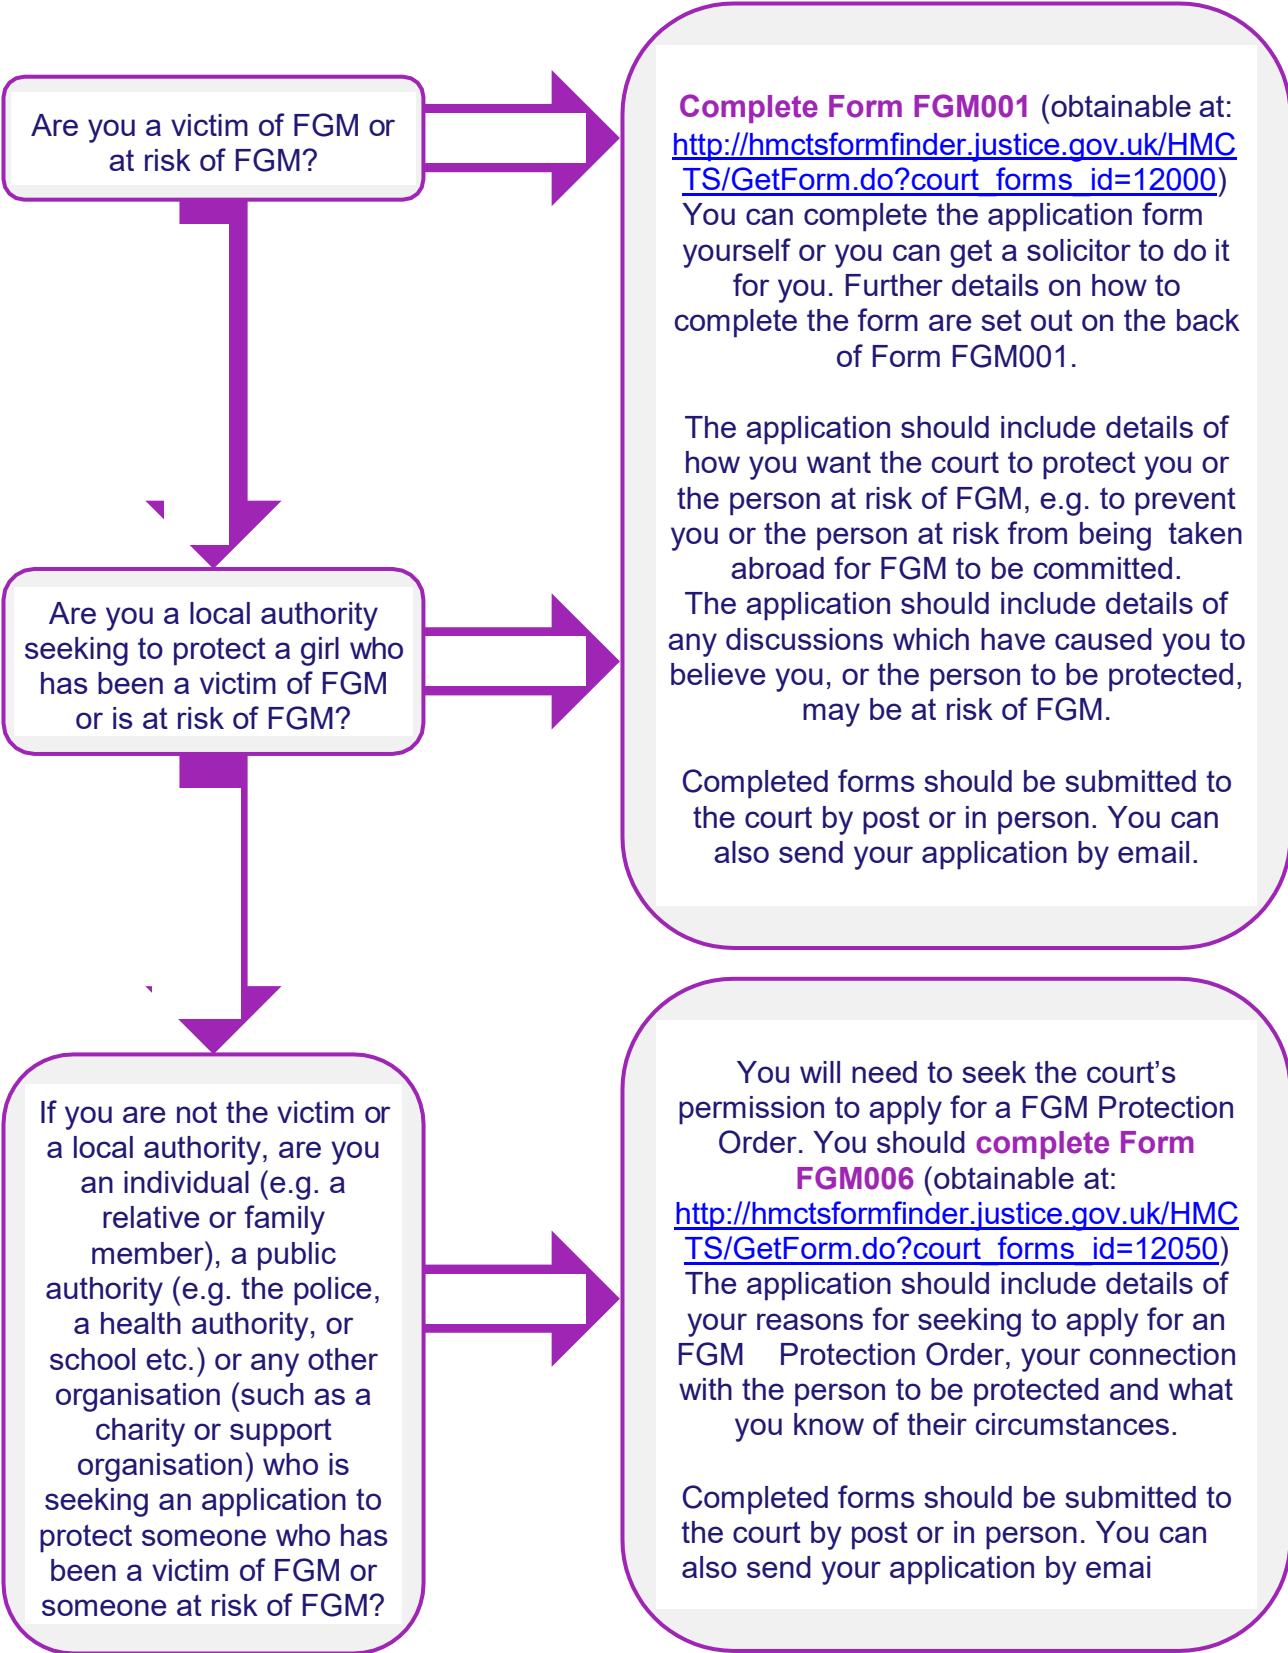 Are you a victim of FGM or
at risk of FGM?
Complete Form FGM001 (obtainable at:
http://hmctsformfinder.justice.gov.uk/HMC
TS/GetForm.do?court_forms_id=12000)
You can complete the application form
yourself or you can get a solicitor to do it
for you. Further details on how to
complete the form are set out on the back
of Form FGM001.
The application should include details of
how you want the court to protect you or
the person at risk of FGM, e.g. to prevent
you or the person at risk from being taken
abroad for FGM to be committed.
The application should include details of
any discussions which have caused you to
believe you, or the person to be protected,
may be at risk of FGM.
Completed forms should be submitted to
the court by post or in person. You can
also send your application by email.
Are you a local authority
seeking to protect a girl who
has been a victim of FGM
or is at risk of FGM?
If you are not the victim or
a local authority, are you
an individual (e.g. a
relative or family
member), a public
authority (e.g. the police,
a health authority, or
school etc.) or any other
organisation (such as a
charity or support
organisation) who is
seeking an application to
protect someone who has
been a victim of FGM or
someone at risk of FGM?
You will need to seek the court’s
permission to apply for a FGM Protection
Order. You should complete Form
FGM006 (obtainable at:
http://hmctsformfinder.justice.gov.uk/HMC
TS/GetForm.do?court_forms_id=12050)
The application should include details of
your reasons for seeking to apply for an
FGM Protection Order, your connection
with the person to be protected and what
you know of their circumstances.
Completed forms should be submitted to
the court by post or in person. You can
also send your application by emai